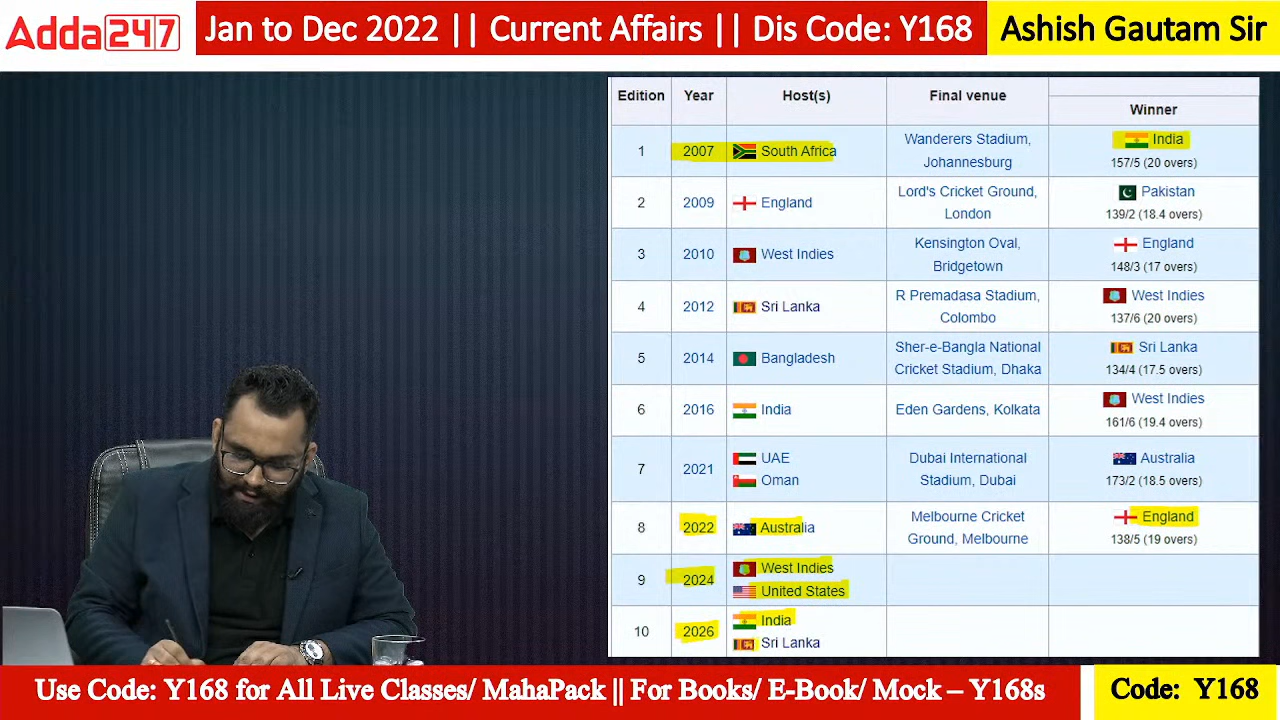 Adda247
Jan to Dec 2022 || Current Affairs || Dis Code: Y168
Ashish Gautam Sir
Edition Year Host(s) Final venue Winner
1 2007 South Africa Wanderers Stadium, Johannesburg India 157/5 (20 overs)
2 2009 England Lord's Cricket Ground, London Pakistan 139/2 (18.4 overs)
3 2010 West Indies Kensington Oval, Bridgetown England 148/3 (17 overs)
4 2012 Sri Lanka R Premadasa Stadium, Colombo West Indies 137/6 (20 overs)
5 2014 Bangladesh Sher-e-Bangla National Cricket Stadium, Dhaka Sri Lanka 134/4 (17.5 overs)
6 2016 India Eden Gardens, Kolkata West Indies 161/6 (19.4 overs)
7 2021 UAE Oman Dubai International Stadium, Dubai Australia 173/2 (18.5 overs)
8 2022 Australia Melbourne Cricket Ground, Melbourne England 138/5 (19 overs)
9 2024 West Indies United States
10 2026 India Sri Lanka
Use Code: Y168 for All Live Classes/ MahaPack || For Books/ E-Book/ Mock – Y168s
Code: Y168